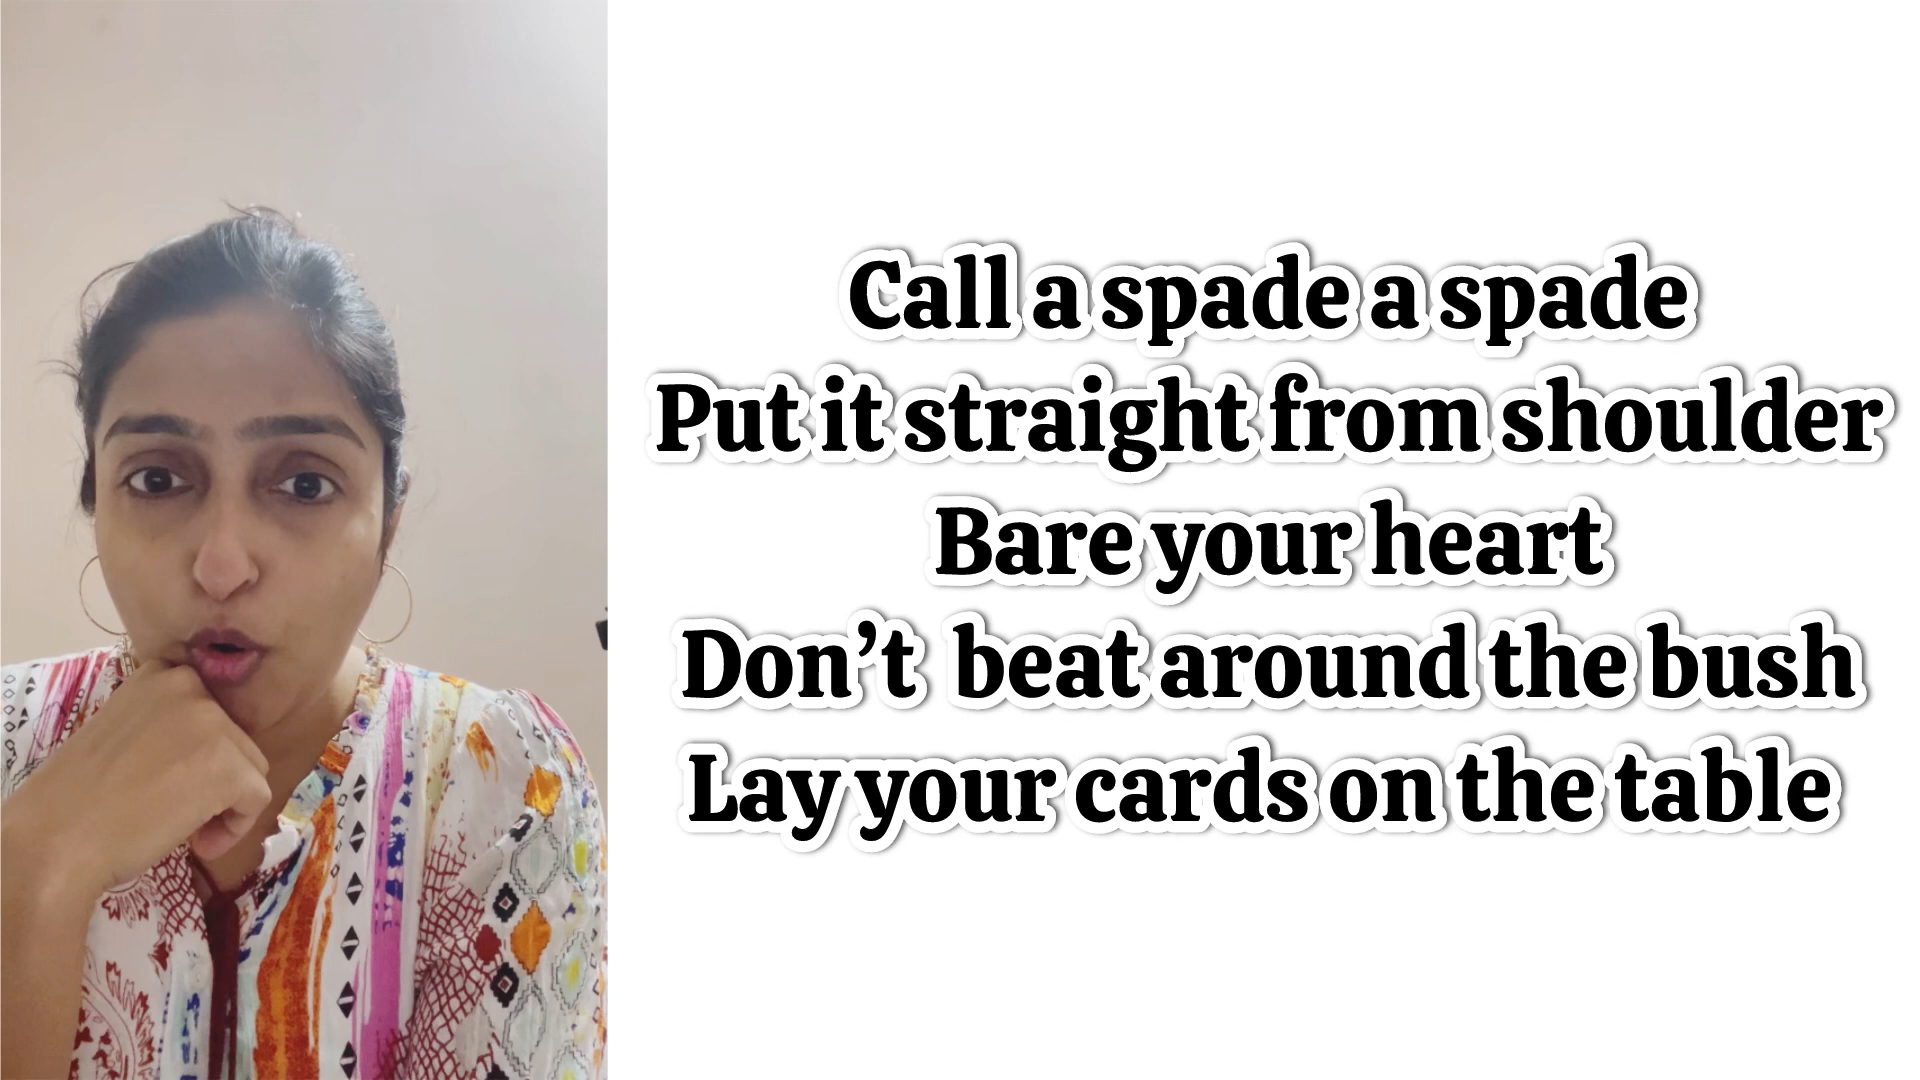 Call a spade a spade
Put it straight from shoulder
Bare your heart
Don’t beat around the bush
Lay your cards on the table